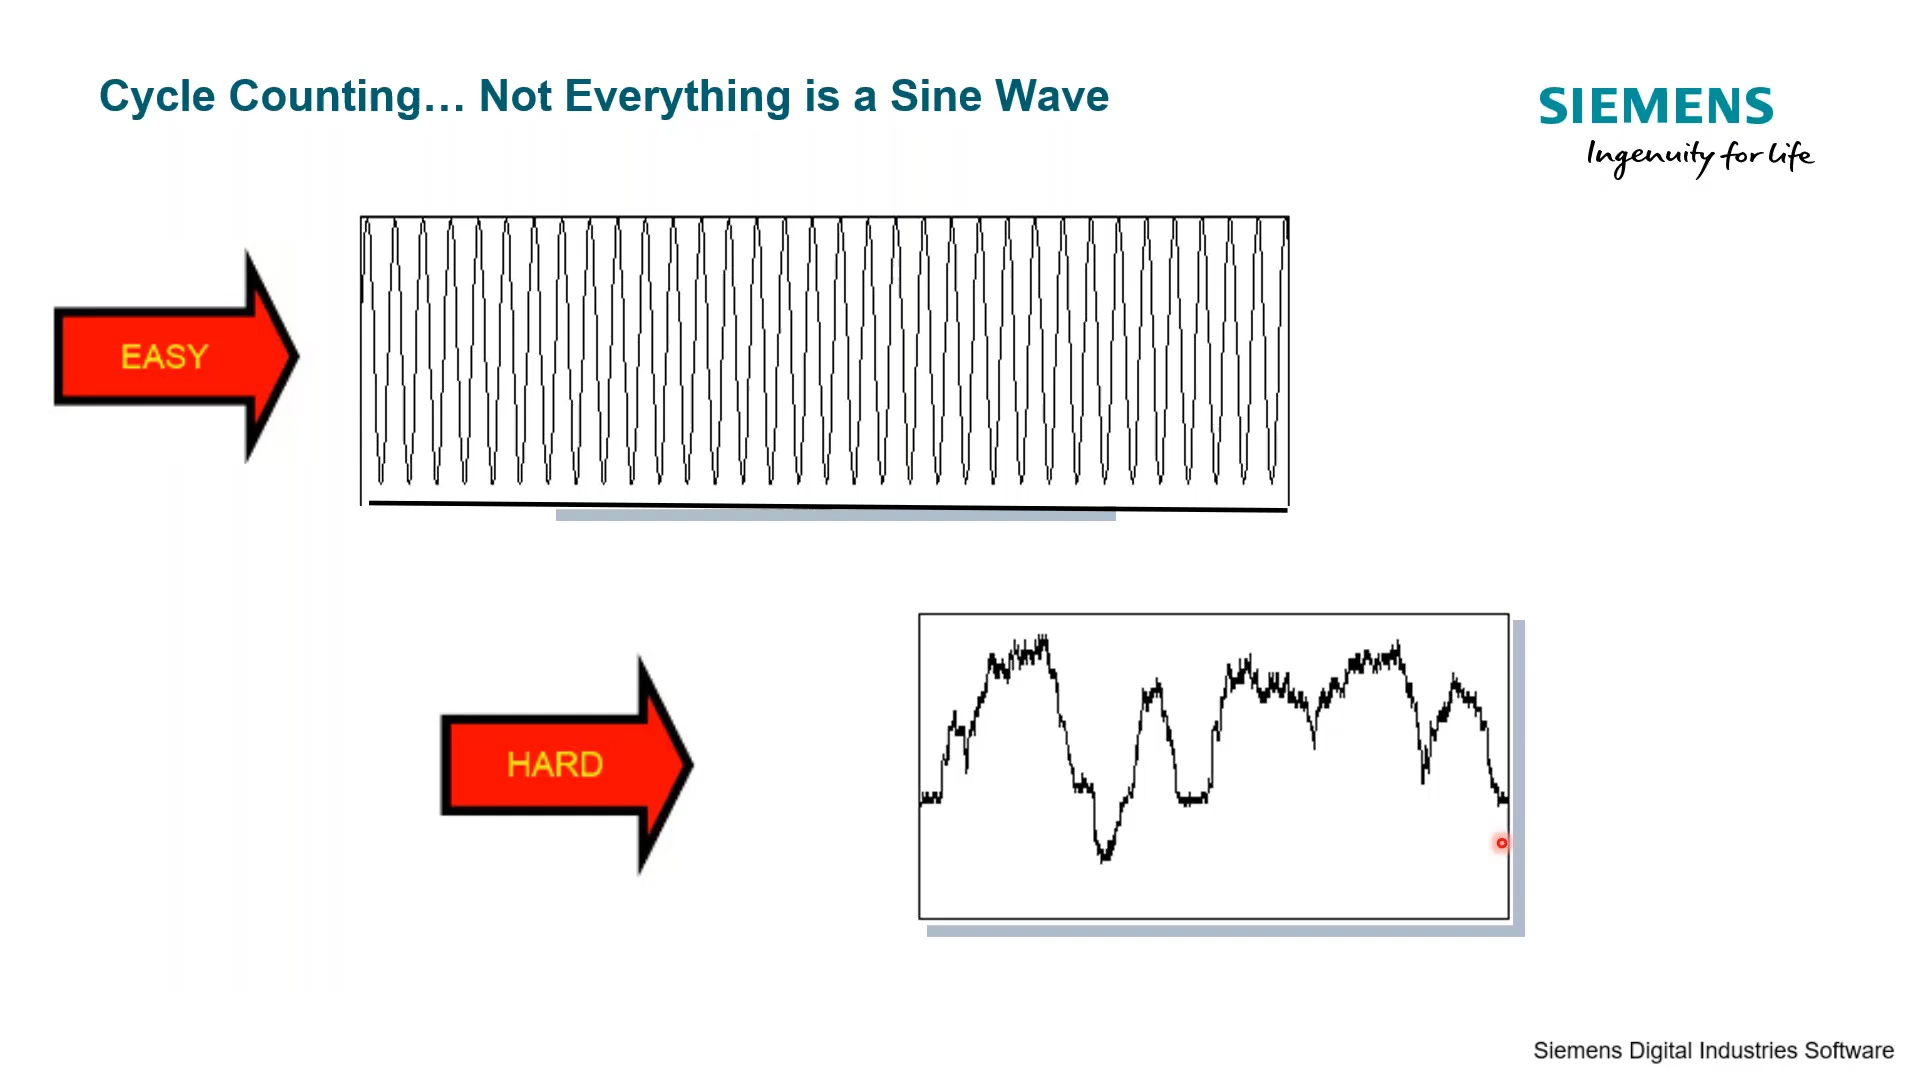 Cycle Counting… Not Everything is a Sine Wave
SIEMENS
Ingenuity for life
EASY
HARD
Siemens Digital Industries Software